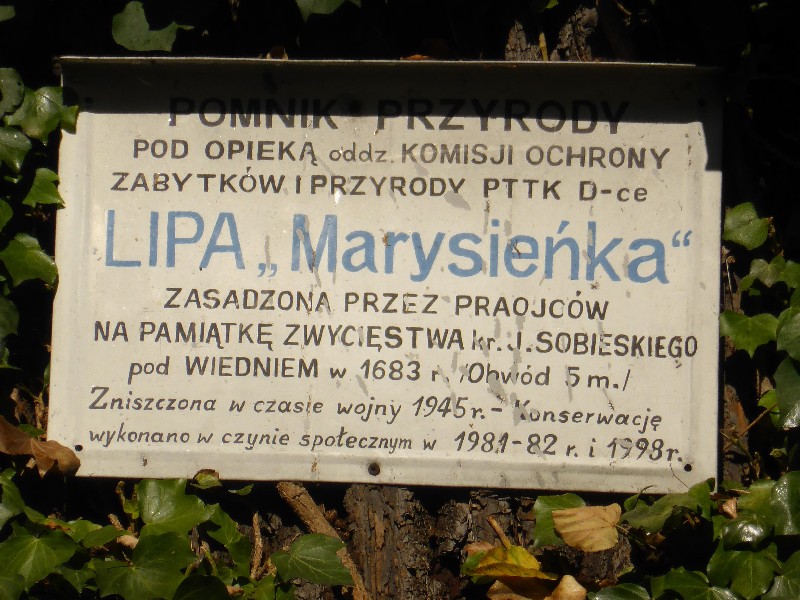 POMNIK PRZYRODY
POD OPIEKĄ oddz. KOMISJI OCHRONY
ZABYTKÓW I PRZYRODY PTTK D-ce
LIPA „Marysieńka“
ZASADZONA PRZEZ PRAOJCÓW
NA PAMIĄTKĘ ZWYCIĘSTWA kr. J. SOBIESKIEGO
pod WIEDNIEM w 1683 r. /Obwód 5 m./
Zniszczona w czasie wojny 1945 r. - Konserwację
wykonano w czynie społecznym w 1981-82 r. i 1998 r.